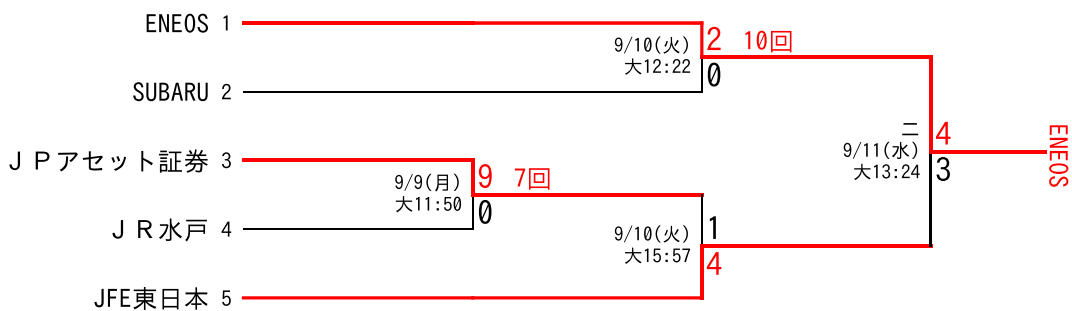 ENEOS 1
2 10回
9/10(火)
大12:22
0
SUBARU 2
二
4
9/11(水)
大13:24
3
ENEOS
JPアセット証券 3
9 7回
9/9(月)
大11:50
0
JR水戸 4
1
9/10(火)
大15:57
4
JFE東日本 5